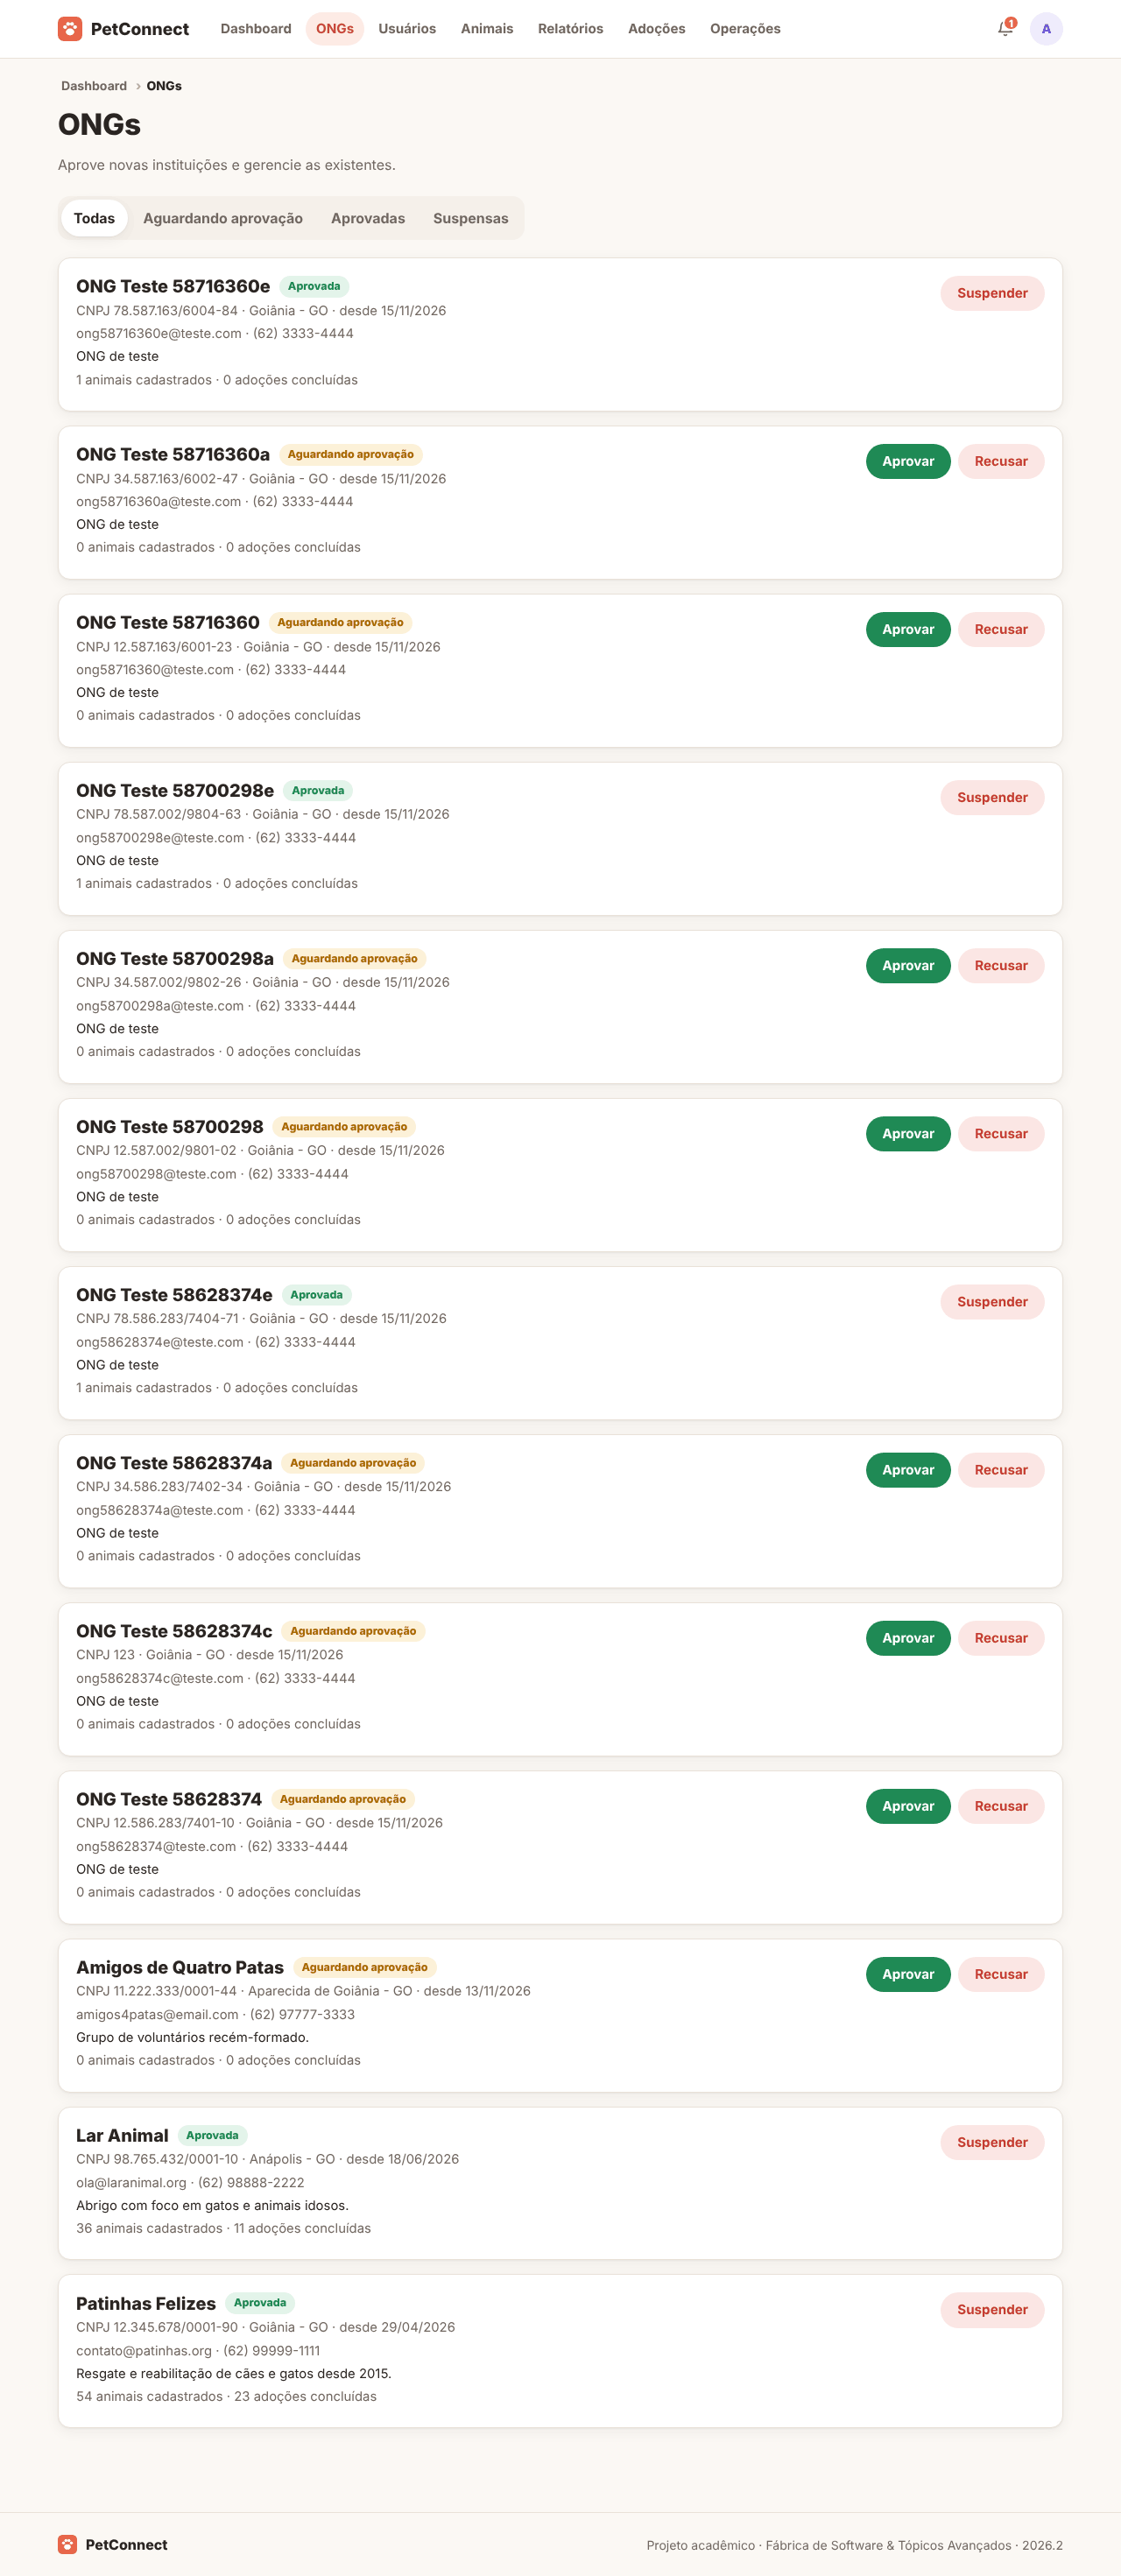 PetConnect Dashboard ONGs Usuários Animais Relatórios Adoções Operações 1 A
Dashboard › ONGs
ONGs
Aprove novas instituições e gerencie as existentes.
Todas Aguardando aprovação Aprovadas Suspensas
ONG Teste 58716360e Aprovada Suspender
CNPJ 78.587.163/6004-84 · Goiânia - GO · desde 15/11/2026
ong58716360e@teste.com · (62) 3333-4444
ONG de teste
1 animais cadastrados · 0 adoções concluídas
ONG Teste 58716360a Aguardando aprovação Aprovar Recusar
CNPJ 34.587.163/6002-47 · Goiânia - GO · desde 15/11/2026
ong58716360a@teste.com · (62) 3333-4444
ONG de teste
0 animais cadastrados · 0 adoções concluídas
ONG Teste 58716360 Aguardando aprovação Aprovar Recusar
CNPJ 12.587.163/6001-23 · Goiânia - GO · desde 15/11/2026
ong58716360@teste.com · (62) 3333-4444
ONG de teste
0 animais cadastrados · 0 adoções concluídas
ONG Teste 58700298e Aprovada Suspender
CNPJ 78.587.002/9804-63 · Goiânia - GO · desde 15/11/2026
ong58700298e@teste.com · (62) 3333-4444
ONG de teste
1 animais cadastrados · 0 adoções concluídas
ONG Teste 58700298a Aguardando aprovação Aprovar Recusar
CNPJ 34.587.002/9802-26 · Goiânia - GO · desde 15/11/2026
ong58700298a@teste.com · (62) 3333-4444
ONG de teste
0 animais cadastrados · 0 adoções concluídas
ONG Teste 58700298 Aguardando aprovação Aprovar Recusar
CNPJ 12.587.002/9801-02 · Goiânia - GO · desde 15/11/2026
ong58700298@teste.com · (62) 3333-4444
ONG de teste
0 animais cadastrados · 0 adoções concluídas
ONG Teste 58628374e Aprovada Suspender
CNPJ 78.586.283/7404-71 · Goiânia - GO · desde 15/11/2026
ong58628374e@teste.com · (62) 3333-4444
ONG de teste
1 animais cadastrados · 0 adoções concluídas
ONG Teste 58628374a Aguardando aprovação Aprovar Recusar
CNPJ 34.586.283/7402-34 · Goiânia - GO · desde 15/11/2026
ong58628374a@teste.com · (62) 3333-4444
ONG de teste
0 animais cadastrados · 0 adoções concluídas
ONG Teste 58628374c Aguardando aprovação Aprovar Recusar
CNPJ 123 · Goiânia - GO · desde 15/11/2026
ong58628374c@teste.com · (62) 3333-4444
ONG de teste
0 animais cadastrados · 0 adoções concluídas
ONG Teste 58628374 Aguardando aprovação Aprovar Recusar
CNPJ 12.586.283/7401-10 · Goiânia - GO · desde 15/11/2026
ong58628374@teste.com · (62) 3333-4444
ONG de teste
0 animais cadastrados · 0 adoções concluídas
Amigos de Quatro Patas Aguardando aprovação Aprovar Recusar
CNPJ 11.222.333/0001-44 · Aparecida de Goiânia - GO · desde 13/11/2026
amigos4patas@email.com · (62) 97777-3333
Grupo de voluntários recém-formado.
0 animais cadastrados · 0 adoções concluídas
Lar Animal Aprovada Suspender
CNPJ 98.765.432/0001-10 · Anápolis - GO · desde 18/06/2026
ola@laranimal.org · (62) 98888-2222
Abrigo com foco em gatos e animais idosos.
36 animais cadastrados · 11 adoções concluídas
Patinhas Felizes Aprovada Suspender
CNPJ 12.345.678/0001-90 · Goiânia - GO · desde 29/04/2026
contato@patinhas.org · (62) 99999-1111
Resgate e reabilitação de cães e gatos desde 2015.
54 animais cadastrados · 23 adoções concluídas
PetConnect Projeto acadêmico · Fábrica de Software & Tópicos Avançados · 2026.2